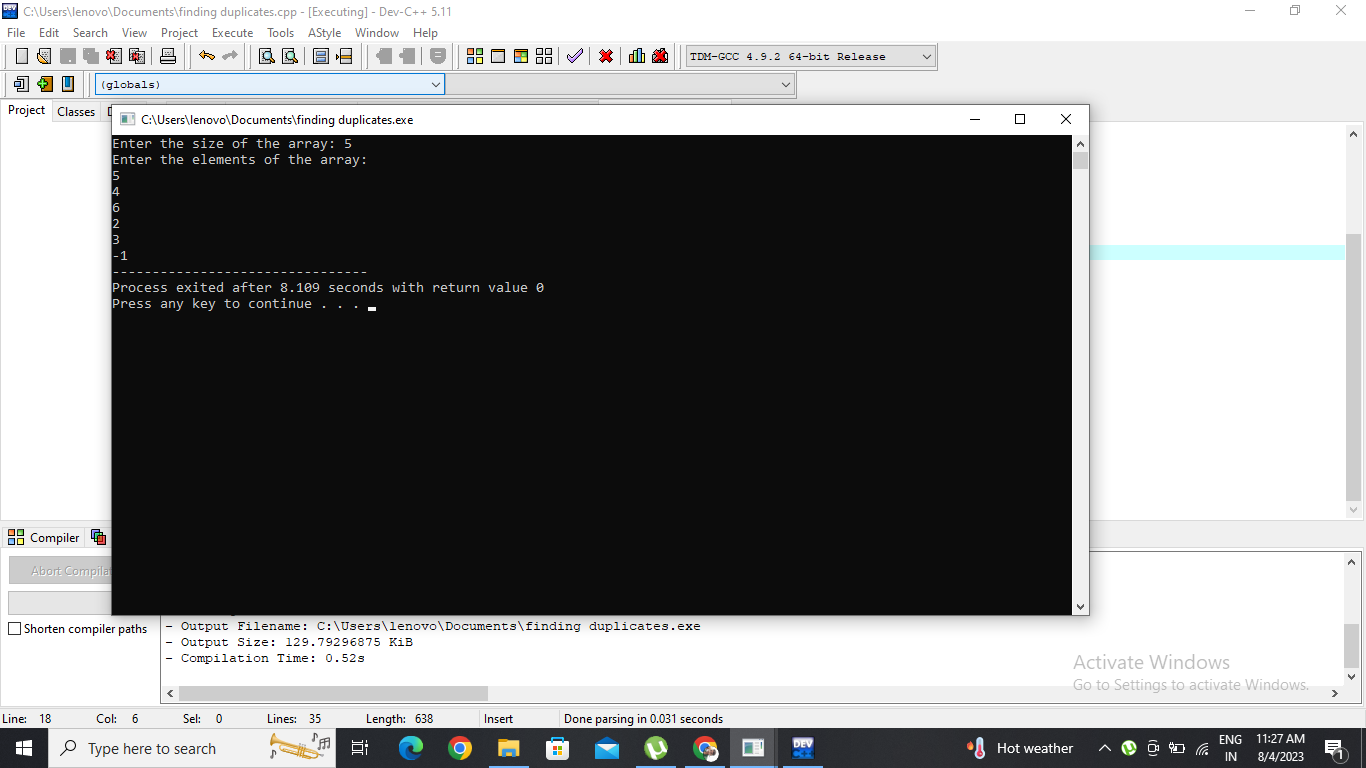 C:\Users\lenovo\Documents\finding duplicates.cpp - [Executing] - Dev-C++ 5.11
File Edit Search View Project Execute Tools AStyle Window Help
TDM-GCC 4.9.2 64-bit Release
(globals)
Project Classes
C:\Users\lenovo\Documents\finding duplicates.exe
Enter the size of the array: 5
Enter the elements of the array:
5
4
6
2
3
-1
--------------------------------
Process exited after 8.109 seconds with return value 0
Press any key to continue . . .
Compiler
Abort
Shorten compiler paths
- Output Filename: C:\Users\lenovo\Documents\finding duplicates.exe
- Output Size: 129.79296875 KiB
- Compilation Time: 0.52s
Activate Windows
Go to Settings to activate Windows.
Line: 18 Col: 6 Sel: 0 Lines: 35 Length: 638 Insert Done parsing in 0.031 seconds
Type here to search
DEV
Hot weather
ENG
IN
11:27 AM
8/4/2023
1